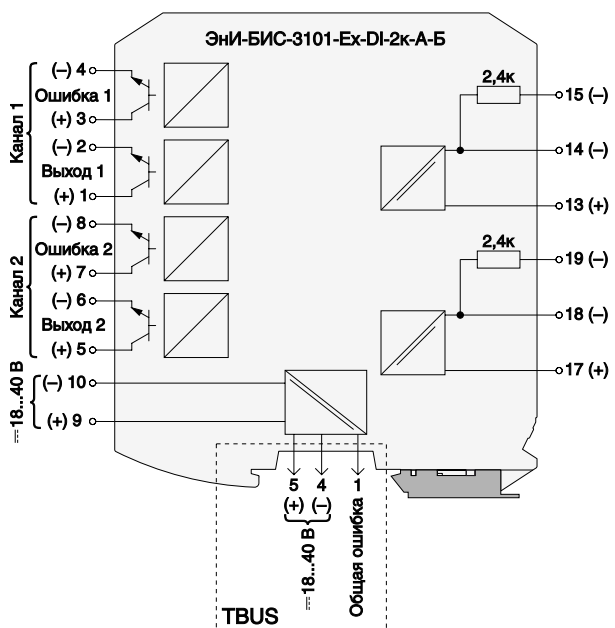 ЭнИ-БИС-3101-Ex-DI-2к-А-Б
Канал 1
(–) 4
Ошибка 1
(+) 3
(–) 2
Выход 1
(+) 1
Канал 2
(–) 8
Ошибка 2
(+) 7
(–) 6
Выход 2
(+) 5
⎓18...40 В
(–) 10
(+) 9
2,4к
15 (–)
14 (–)
13 (+)
2,4к
19 (–)
18 (–)
17 (+)
5 4 1
(+) (–)
⎓18...40 В
Общая ошибка
TBUS